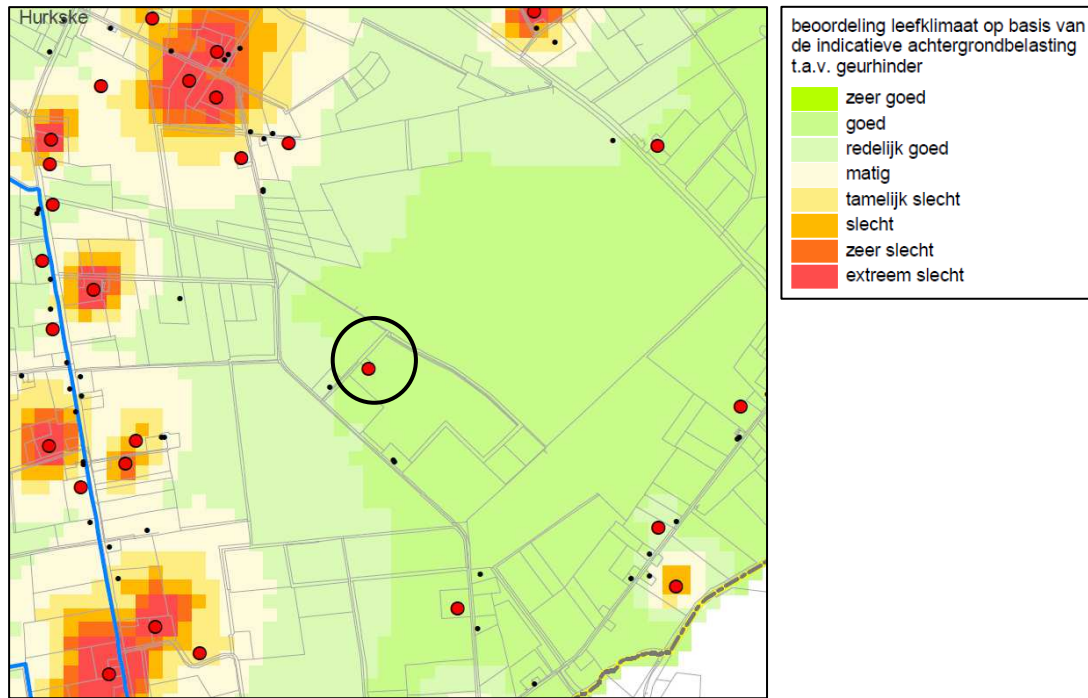 Hurkske
beoordeling leefklimaat op basis van
de indicatieve achtergrondbelasting
t.a.v. geurhinder
zeer goed
goed
redelijk goed
matig
tamelijk slecht
slecht
zeer slecht
extreem slecht